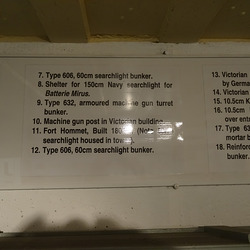 7. Type 606, 60cm searchlight bunker.
8. Shelter for 150cm Navy searchlight for
Batterie Mirus.
9. Type 632, armoured machine gun turret
bunker.
10. Machine gun post in Victorian building.
11. Fort Hommet, Built 180
searchlight housed in tower.
12. Type 606, 60cm searchlight bunker.
13. Victorian
by Germa
14. Victorian
15. 10.5cm K
16. 10.5cm
over entr
17. Type 63
mortar b
18. Reinforc
bunker.